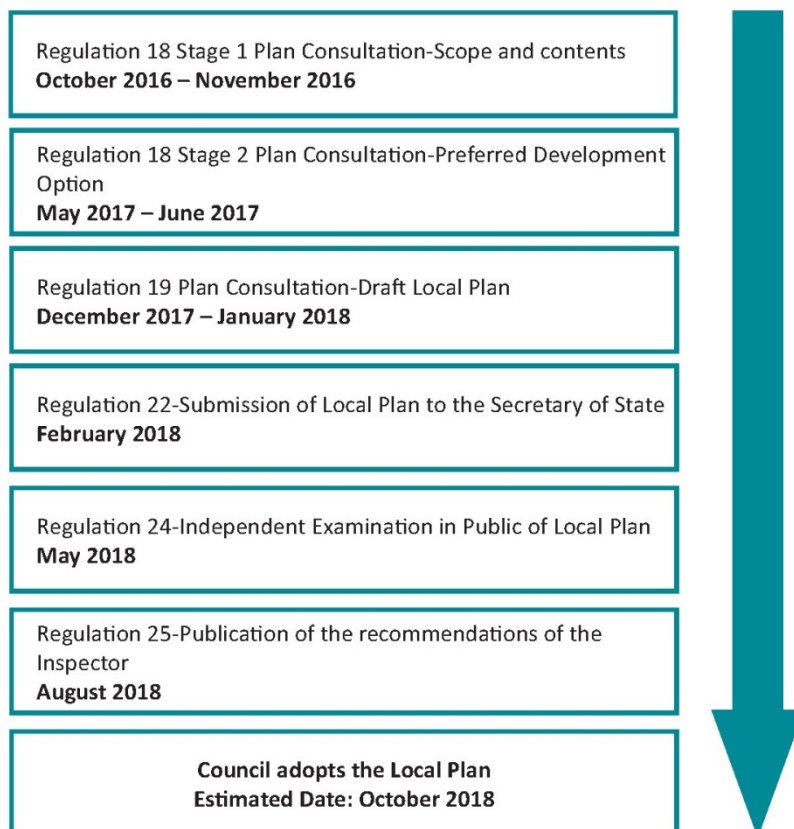 Regulation 18 Stage 1 Plan Consultation-Scope and contents
October 2016 – November 2016
Regulation 18 Stage 2 Plan Consultation-Preferred Development
Option
May 2017 – June 2017
Regulation 19 Plan Consultation-Draft Local Plan
December 2017 – January 2018
Regulation 22-Submission of Local Plan to the Secretary of State
February 2018
Regulation 24-Independent Examination in Public of Local Plan
May 2018
Regulation 25-Publication of the recommendations of the
Inspector
August 2018
Council adopts the Local Plan
Estimated Date: October 2018